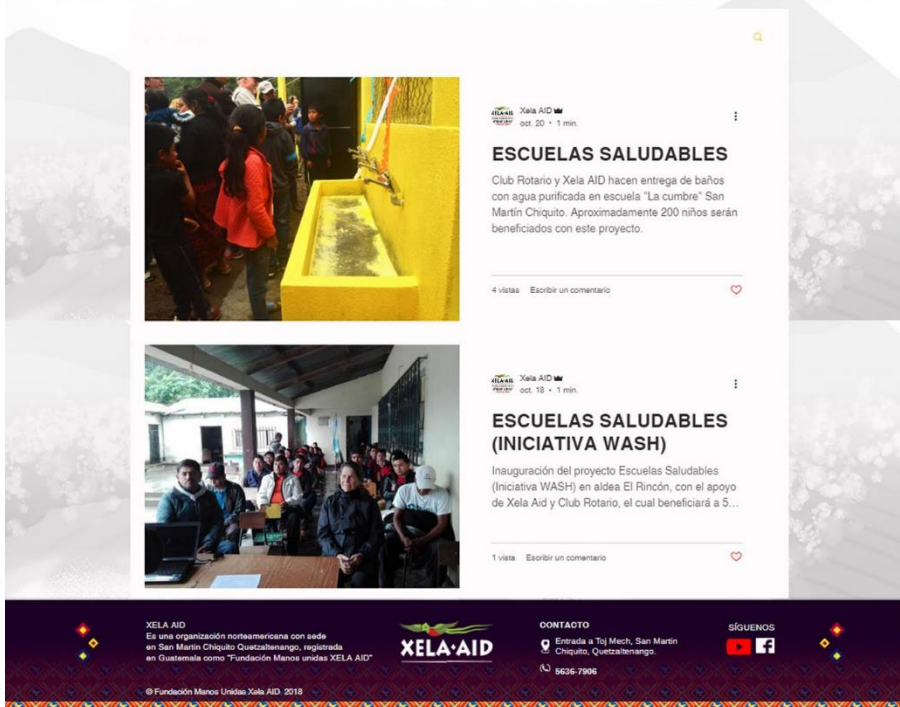 Xela AID
oct. 20 • 1 min.
ESCUELAS SALUDABLES
Club Rotario y Xela AID hacen entrega de baños
con agua purificada en escuela "La cumbre" San
Martín Chiquito. Aproximadamente 200 niños serán
beneficiados con este proyecto.
4 vistas Escribir un comentario
Xela AID
oct. 18 • 1 min.
ESCUELAS SALUDABLES
(INICIATIVA WASH)
Inauguración del proyecto Escuelas Saludables
(Iniciativa WASH) en aldea El Rincón, con el apoyo
de Xela Aid y Club Rotario, el cual beneficiará a 5...
1 vista Escribir un comentario
XELA AID
Es una organización norteamericana con sede
en San Martin Chiquito Quetzaltenango, registrada
en Guatemala como "Fundación Manos unidas XELA AID"
© Fundación Manos Unidas Xela AID 2018
XELA·AID
CONTACTO
Entrada a Toj Mech, San Martin
Chiquito, Quetzaltenango.
5636-7906
SÍGUENOS